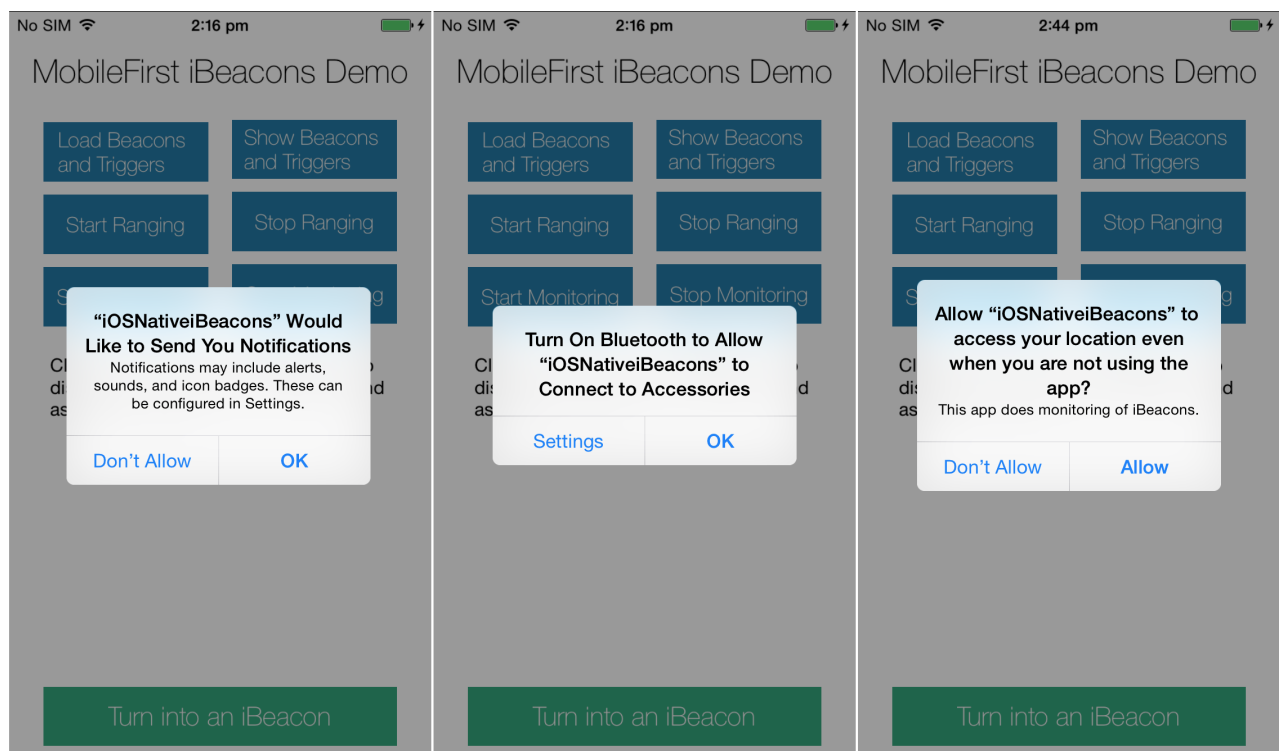 No SIM 2:16 pm
MobileFirst iBeacons Demo
Load Beacons
and Triggers
Show Beacons
and Triggers
Start Ranging
Stop Ranging
“iOSNativeiBeacons” Would
Like to Send You Notifications
Notifications may include alerts,
sounds, and icon badges. These can
be configured in Settings.
Don’t Allow
OK
Turn into an iBeacon
No SIM 2:16 pm
MobileFirst iBeacons Demo
Load Beacons
and Triggers
Show Beacons
and Triggers
Start Ranging
Stop Ranging
Start Monitoring
Stop Monitoring
Turn On Bluetooth to Allow
“iOSNativeiBeacons” to
Connect to Accessories
Settings
OK
Turn into an iBeacon
No SIM 2:44 pm
MobileFirst iBeacons Demo
Load Beacons
and Triggers
Show Beacons
and Triggers
Start Ranging
Stop Ranging
Allow “iOSNativeiBeacons” to
access your location even
when you are not using the
app?
This app does monitoring of iBeacons.
Don’t Allow
Allow
Turn into an iBeacon